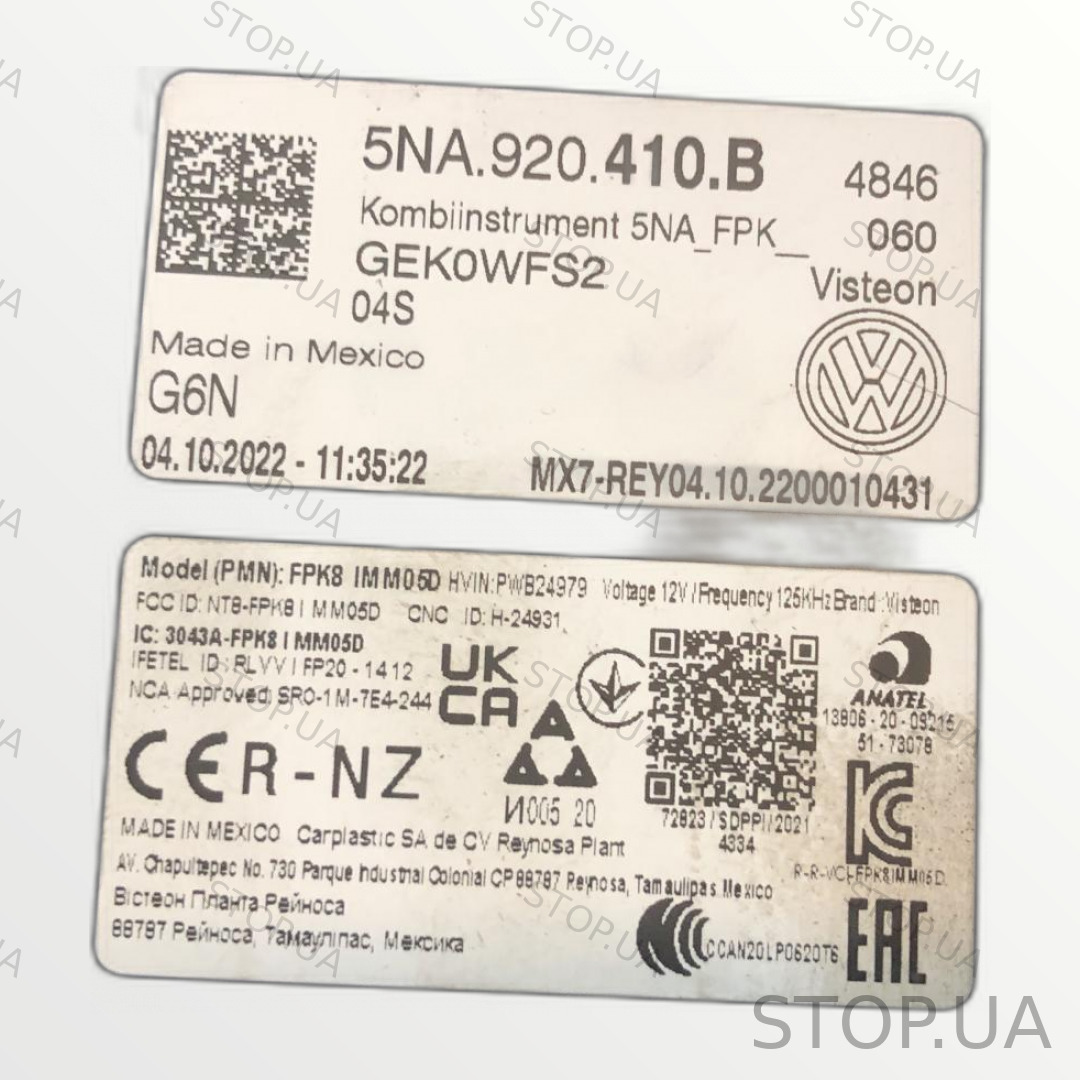 5NA.920.410.B
4846
Kombiinstrument 5NA_FPK__
060
GEK0WFS2
Visteon
04S
Made in Mexico
G6N
04.10.2022 - 11:35:22
MX7-REY04.10.2200010431
Model (PMN): FPK8 IMM05D HVIN:PWB24979 Voltage 12V / Frequency 125KHz Brand :Visteon
FCC ID: NT8-FPK8IMM05D CNC ID: H-24931
IC: 3043A-FPK8IMM05D
IFETEL ID: RLVVIFP20-1412
NCA Approved: SRO-1M-7E4-244
UK
CA
ANATEL
13806-20-09215
51-73078
CE R-NZ
И005 20
72823/SDPPI/2021
4334
KC
R-R-VCI-FPK8IMM05D
MADE IN MEXICO Carplastic SA de CV Reynosa Plant
AV. Chapultepec No. 730 Parque Industrial Colonial CP 88787 Reynosa, Tamaulipas Mexico
Вістеон Планта Рейноса
88787 Рейноса, Тамауліпас, Мексика
CCAN20LP0620T6
EAC
STOP.UA